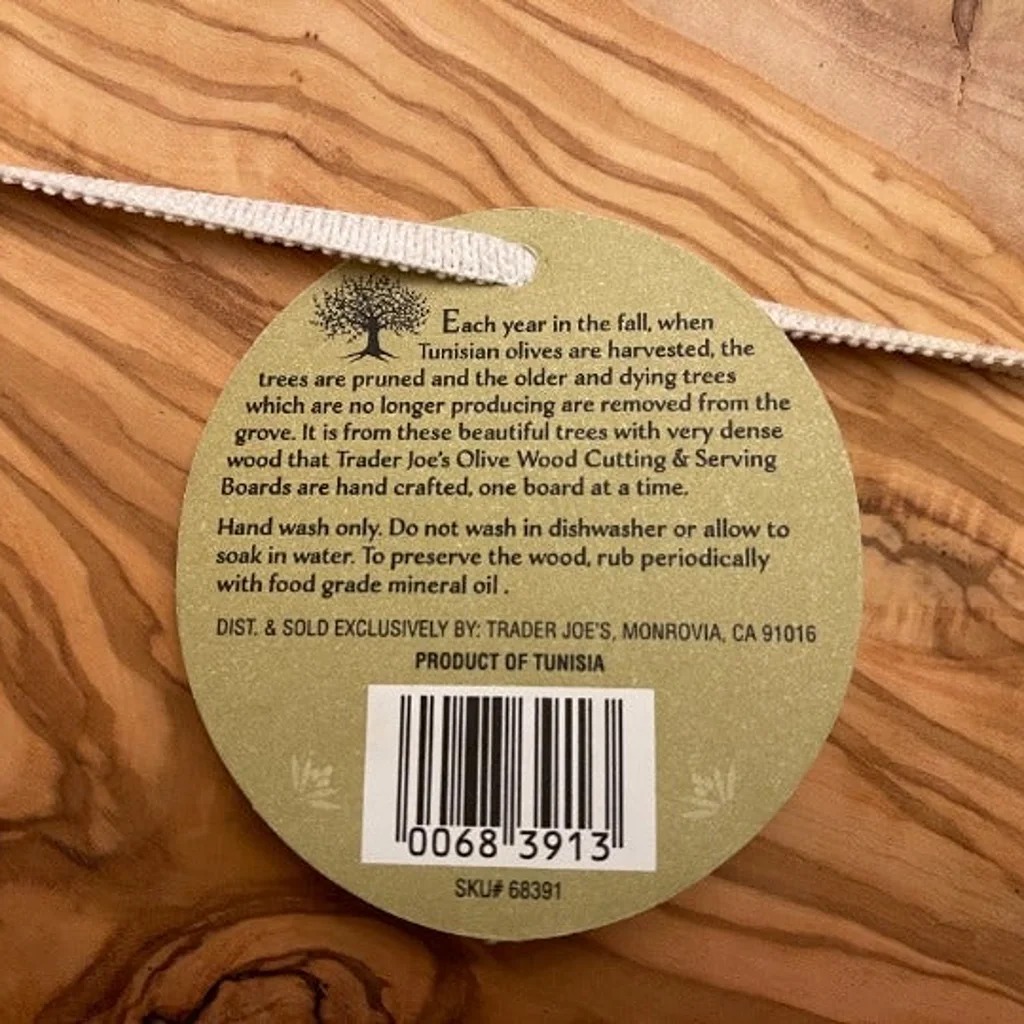 Each year in the fall, when
Tunisian olives are harvested, the
trees are pruned and the older and dying trees
which are no longer producing are removed from the
grove. It is from these beautiful trees with very dense
wood that Trader Joe's Olive Wood Cutting & Serving
Boards are hand crafted, one board at a time.
Hand wash only. Do not wash in dishwasher or allow to
soak in water. To preserve the wood, rub periodically
with food grade mineral oil .
DIST. & SOLD EXCLUSIVELY BY: TRADER JOE'S, MONROVIA, CA 91016
PRODUCT OF TUNISIA
0068 3913
SKU# 68391